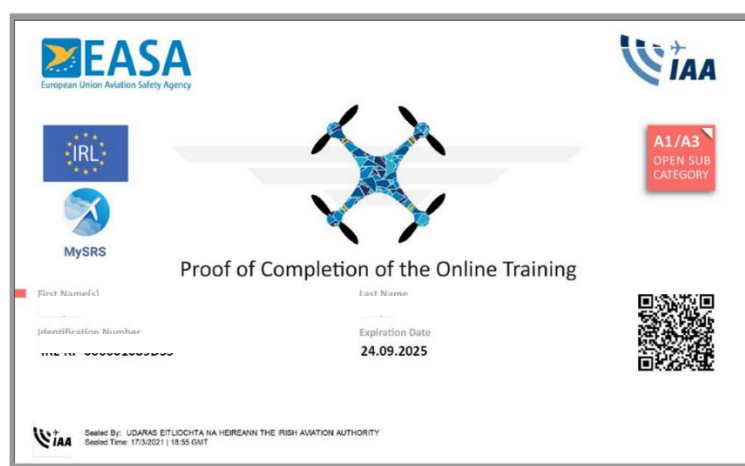 EASA
European Union Aviation Safety Agency
IAA
IRL
A1/A3
OPEN SUB
CATEGORY
MySRS
Proof of Completion of the Online Training
First Name(s)
Last Name
Identification Number
Expiration Date
24.09.2025
IAA
Sealed By: UDARAS EITLIOCHTA NA HEIREANN THE IRISH AVIATION AUTHORITY
Sealed Time: 17/3/2021 | 18:55 GMT